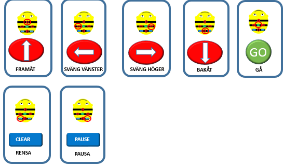 FRAMÅT
SVÄNG VÄNSTER
SVÄNG HÖGER
BAKÅT
GO
GÅ
CLEAR
RENSA
PAUSE
PAUSA